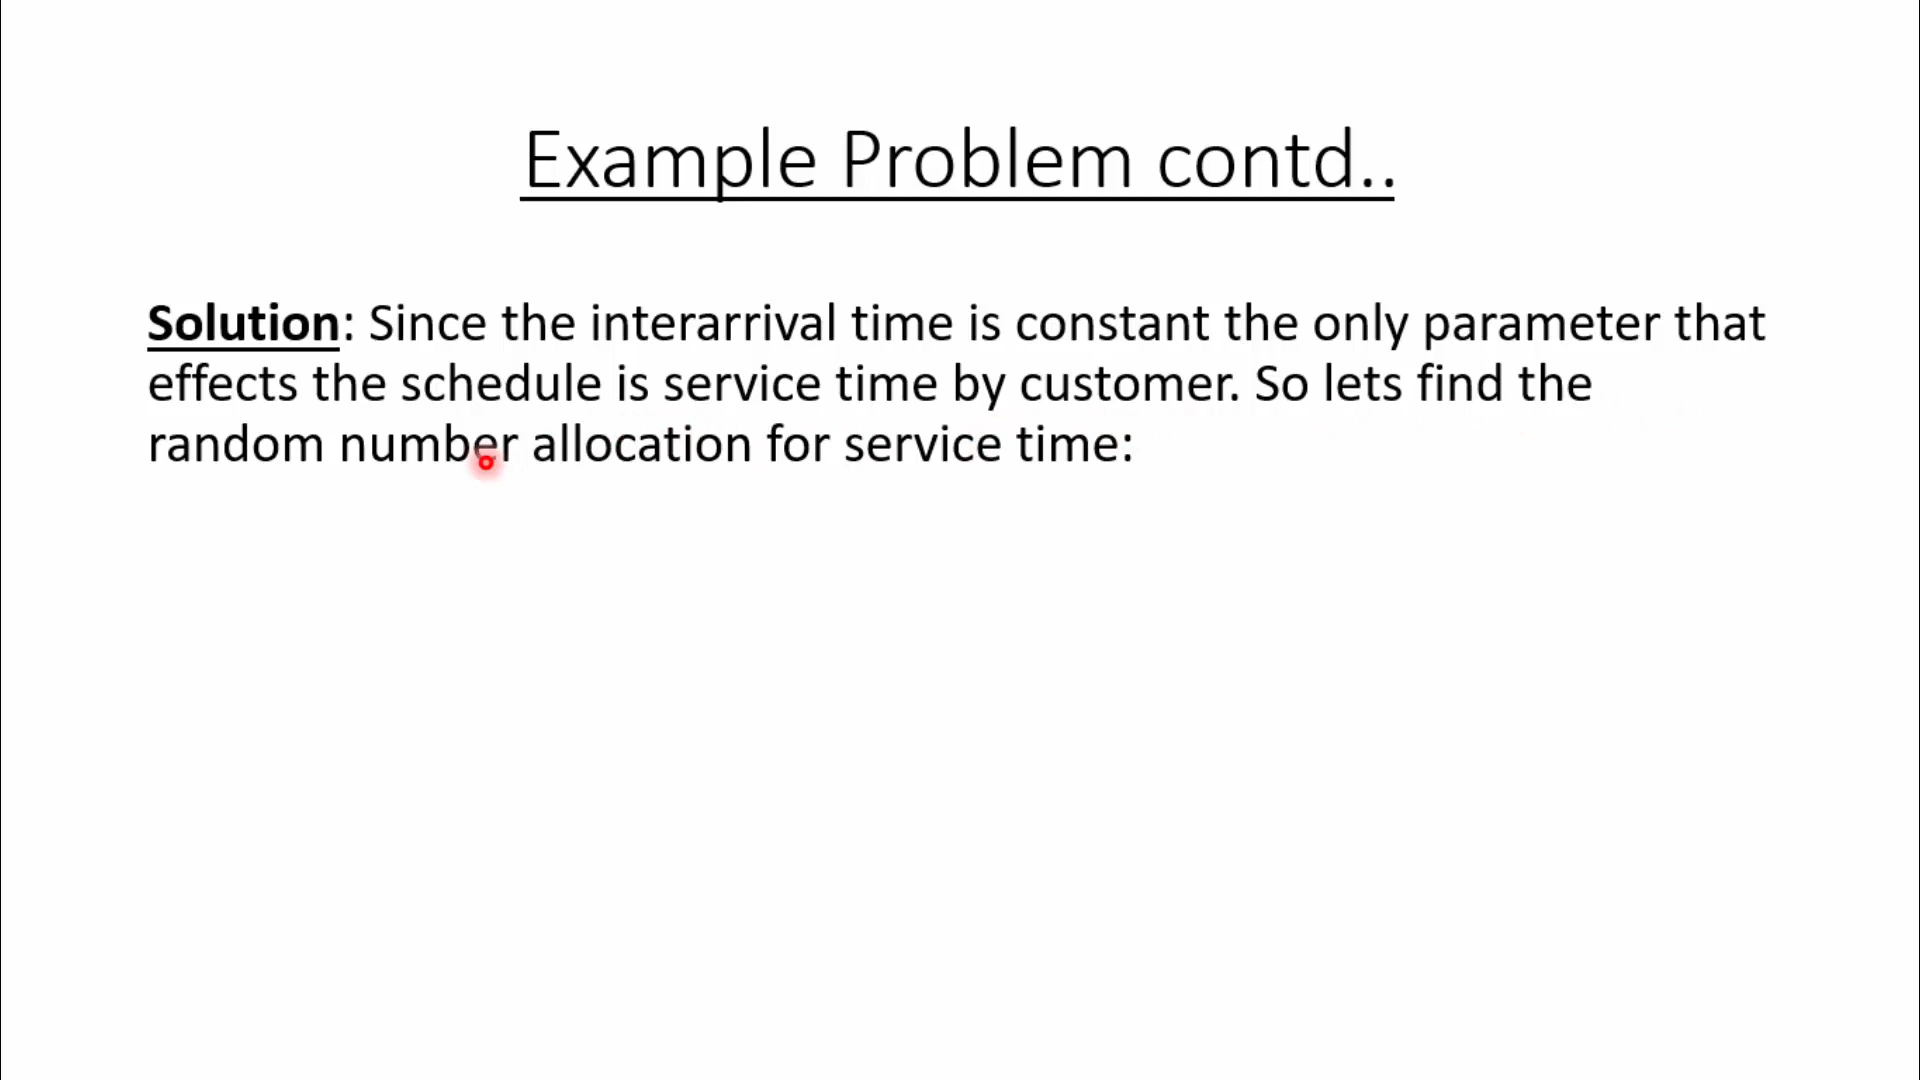 Example Problem contd..
Solution: Since the interarrival time is constant the only parameter that
effects the schedule is service time by customer. So lets find the
random number allocation for service time: